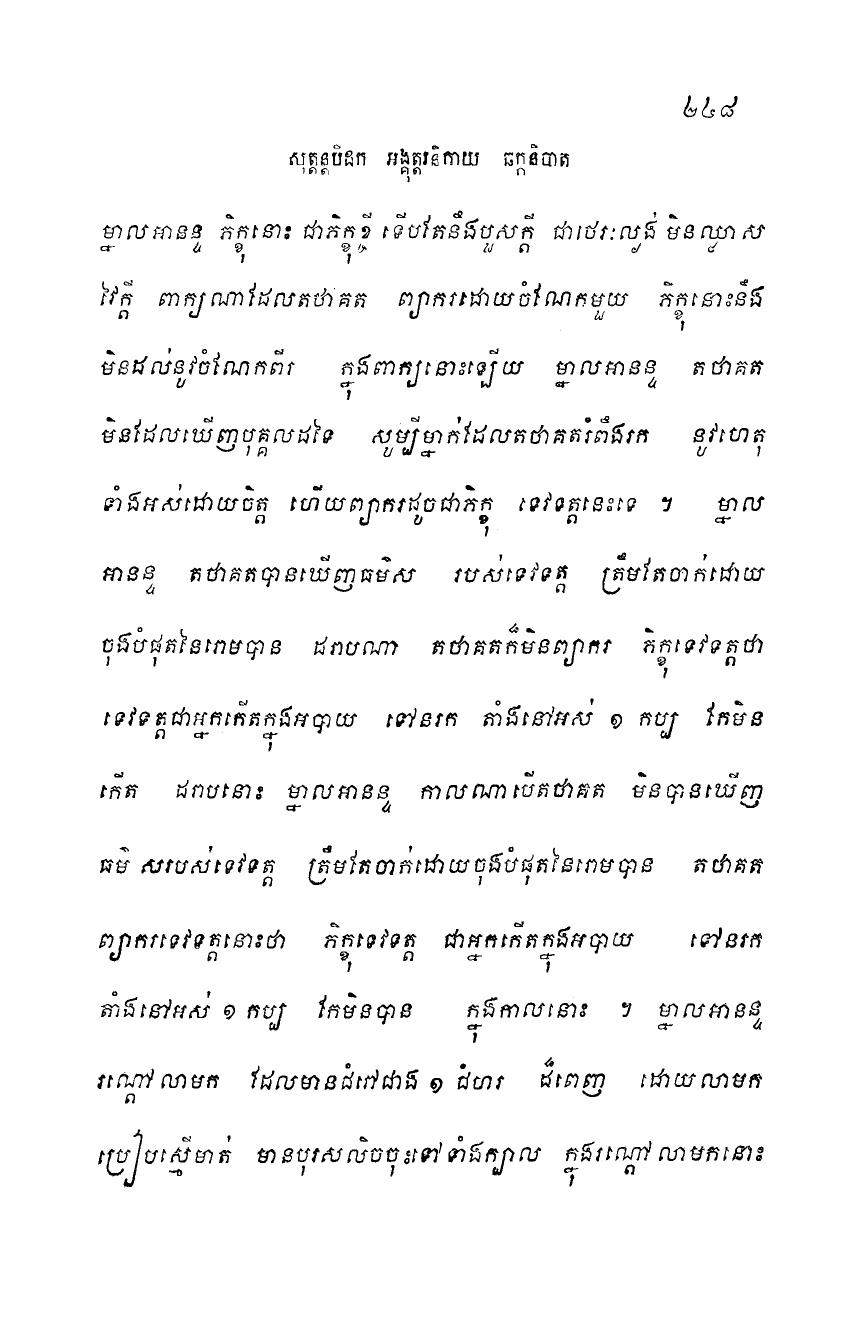 ២៤៨
សុត្តន្តបិដក អង្គុត្តរនិកាយ ឆក្កនិបាត
ម្នាលអានន្ទ ភិក្ខុនោះ ជាភិក្ខុខ្ចី ទើបតែនឹងបួសក្តី ជាថេរៈល្ងង់ មិនឈ្លាស
វៃក្តី ពាក្យណាដែលតថាគត ព្យាករដោយចំណែកមួយ ភិក្ខុនោះនឹង
មិនដល់នូវចំណែកពីរ ក្នុងពាក្យនោះឡើយ ម្នាលអានន្ទ តថាគត
មិនដែលឃើញបុគ្គលដទៃ សូម្បីម្នាក់ដែលតថាគតរំពឹងរក នូវហេតុ
ទាំងអស់ដោយចិត្ត ហើយព្យាករដូចជាភិក្ខុ ទេវទត្តនេះទេ ។ ម្នាល
អានន្ទ តថាគតបានឃើញធម៌ស របស់ទេវទត្ត ត្រឹមតែចាក់ដោយ
ចុងបំផុតនៃរោមបាន ដរាបណា តថាគតក៏មិនព្យាករ ភិក្ខុទេវទត្តថា
ទេវទត្តជាអ្នកកើតក្នុងអបាយ ទៅនរក តាំងនៅអស់ ១ កប្ប កែមិន
កើត ដរាបនោះ ម្នាលអានន្ទ កាលណាបើតថាគត មិនបានឃើញ
ធម៌ សរបស់ទេវទត្ត ត្រឹមតែចាក់ដោយចុងបំផុតនៃរោមបាន តថាគត
ព្យាករទេវទត្តនោះថា ភិក្ខុទេវទត្ត ជាអ្នកកើតក្នុងអបាយ ទៅនរក
តាំងនៅអស់ ១ កប្ប កែមិនបាន ក្នុងកាលនោះ ។ ម្នាលអានន្ទ
រណ្តៅលាមក ដែលមានជំរៅជាង ១ ជំហរ ដ៏ពេញ ដោយលាមក
ប្រៀបស្មើមាត់ មានបុរសលិចចុះទៅ ទាំងក្បាល ក្នុងរណ្តៅលាមកនោះ